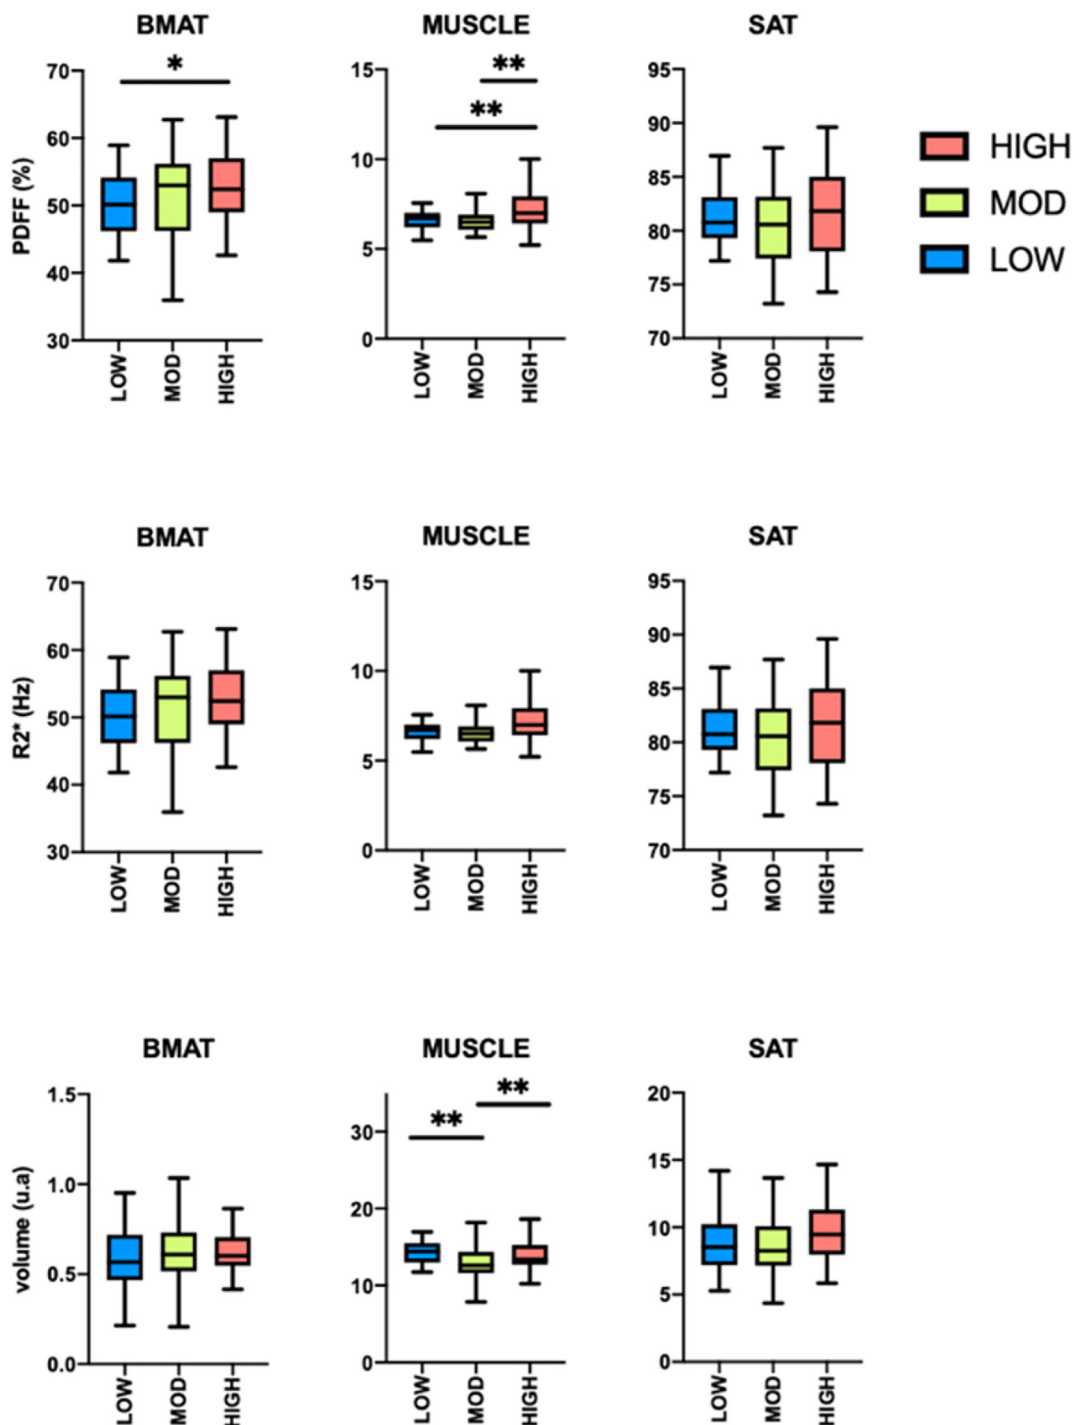 BMAT MUSCLE SAT
PDFF (%)
70
60
50
40
30
LOW MOD HIGH
*
15
10
5
0
LOW MOD HIGH
**
**
95
90
85
80
75
70
LOW MOD HIGH
HIGH
MOD
LOW
BMAT MUSCLE SAT
R2* (Hz)
70
60
50
40
30
LOW MOD HIGH
15
10
5
0
LOW MOD HIGH
95
90
85
80
75
70
LOW MOD HIGH
BMAT MUSCLE SAT
volume (u.a)
1.5
1.0
0.5
0.0
LOW MOD HIGH
**
**
30
20
10
0
LOW MOD HIGH
20
15
10
5
0
LOW MOD HIGH